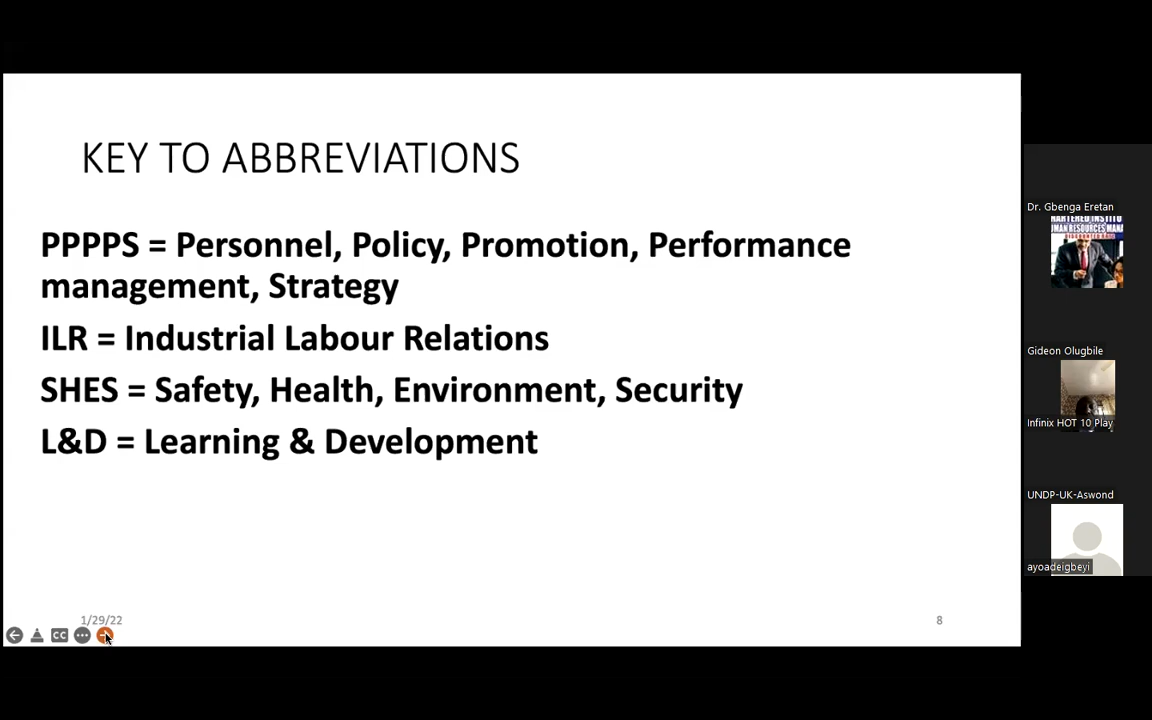 KEY TO ABBREVIATIONS
PPPPS = Personnel, Policy, Promotion, Performance
management, Strategy
ILR = Industrial Labour Relations
SHES = Safety, Health, Environment, Security
L&D = Learning & Development
1/29/22
8
CC
Dr. Gbenga Eretan
Gideon Olugbile
Infinix HOT 10 Play
UNDP-UK-Aswond
ayoadeigbeyi